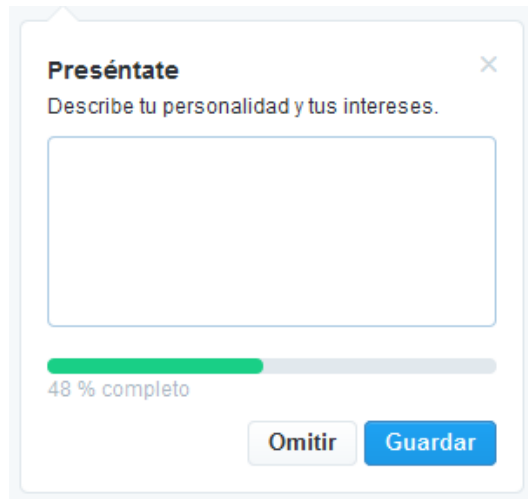 Preséntate
Describe tu personalidad y tus intereses.
48 % completo
Omitir
Guardar